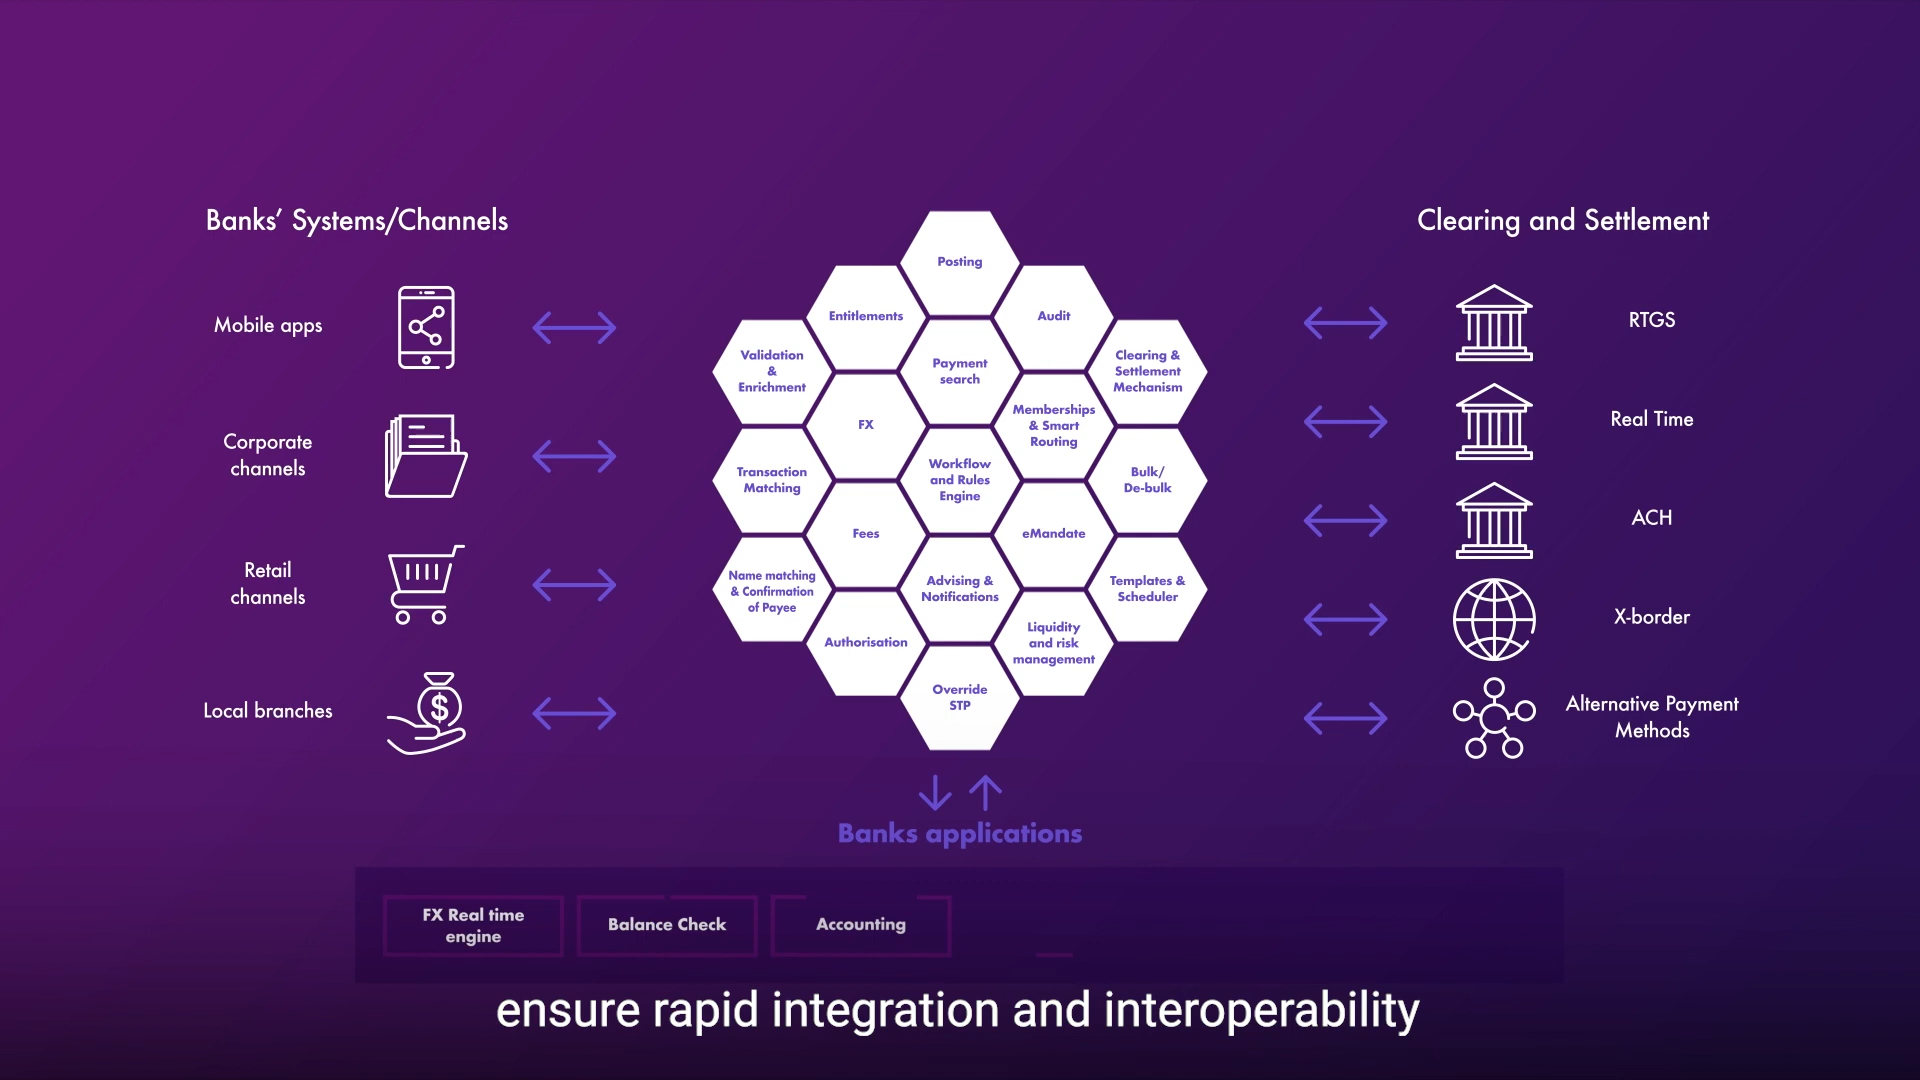 Banks’ Systems/Channels
Mobile apps
Corporate
channels
Retail
channels
Local branches
Posting
Entitlements
Audit
Validation
&
Enrichment
Payment
search
Clearing &
Settlement
Mechanism
FX
Memberships
& Smart
Routing
Transaction
Matching
Workflow
and Rules
Engine
Bulk/
De-bulk
Fees
eMandate
Name matching
& Confirmation
of Payee
Advising &
Notifications
Templates &
Scheduler
Authorisation
Liquidity
and risk
management
Override
STP
Clearing and Settlement
RTGS
Real Time
ACH
X-border
Alternative Payment
Methods
Banks applications
FX Real time
engine
Balance Check
Accounting
ensure rapid integration and interoperability